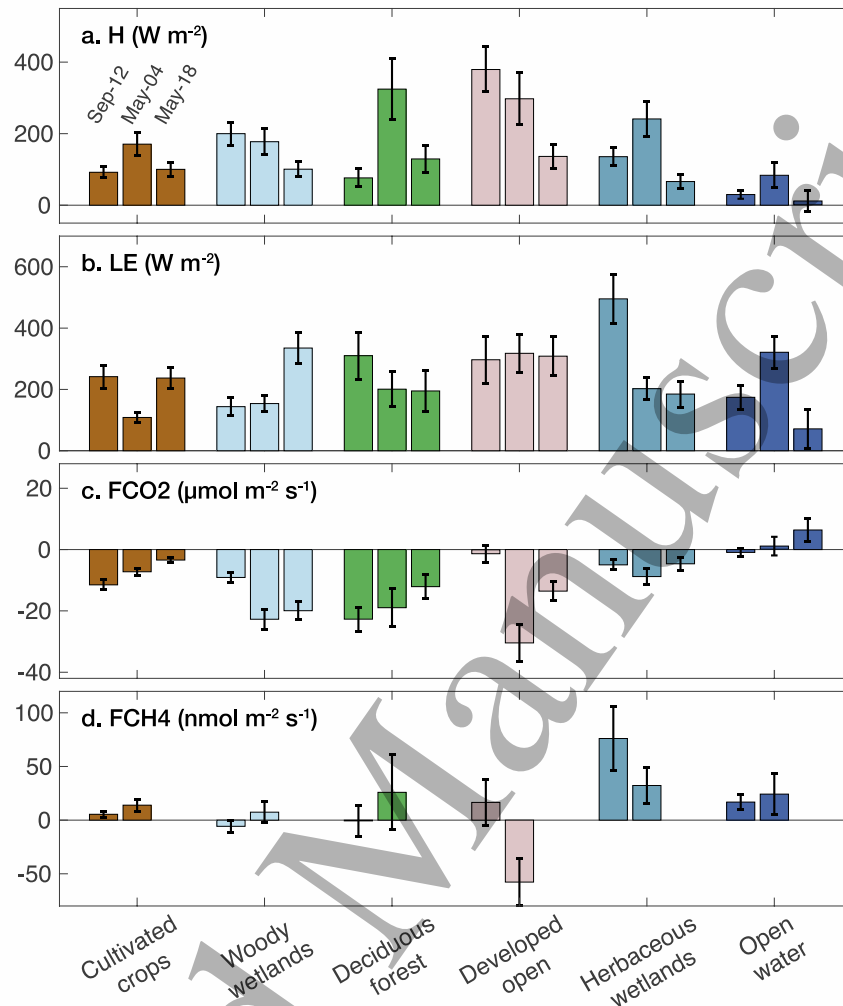 a. H (W m⁻²)
400
200
0
Sep-12
May-04
May-18
b. LE (W m⁻²)
600
400
200
0
c. FCO2 (µmol m⁻² s⁻¹)
20
0
-20
-40
d. FCH4 (nmol m⁻² s⁻¹)
100
50
0
-50
Cultivated
crops
Woody
wetlands
Deciduous
forest
Developed
open
Herbaceous
wetlands
Open
water
d Manuscri